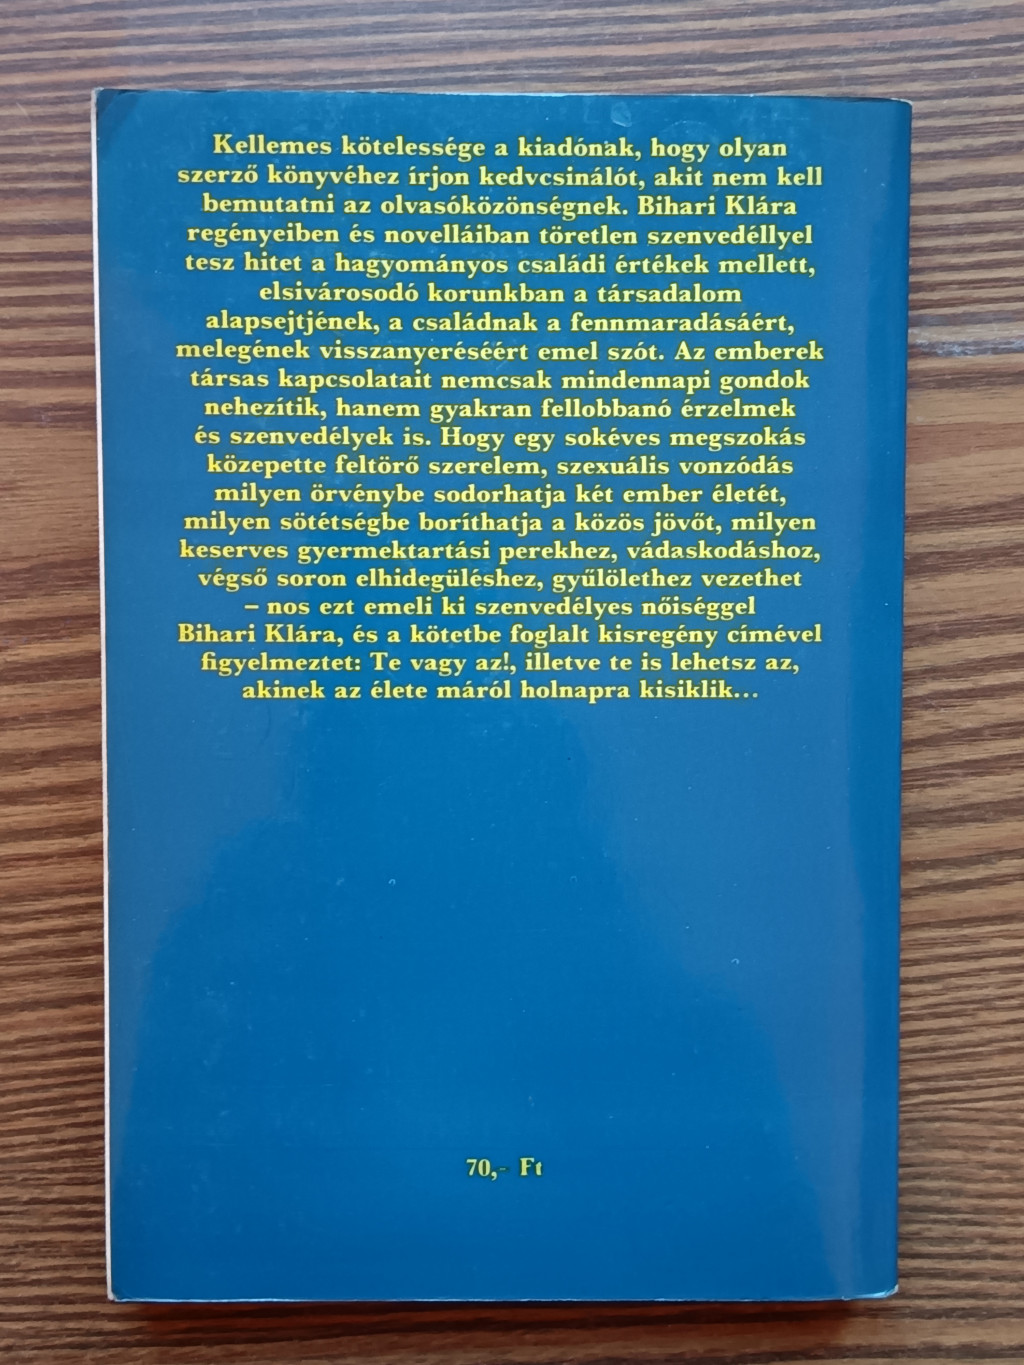 Kellemes kötelessége a kiadónak, hogy olyan
szerző könyvéhez írjon kedvcsinálót, akit nem kell
bemutatni az olvasóközönségnek. Bihari Klára
regényeiben és novelláiban töretlen szenvedéllyel
tesz hitet a hagyományos családi értékek mellett,
elsivárosodó korunkban a társadalom
alapsejtjének, a családnak a fennmaradásáért,
melegének visszanyeréséért emel szót. Az emberek
társas kapcsolatait nemcsak mindennapi gondok
nehezítik, hanem gyakran fellobbanó érzelmek
és szenvedélyek is. Hogy egy sokéves megszokás
közepette feltörő szerelem, szexuális vonzódás
milyen örvénybe sodorhatja két ember életét,
milyen sötétségbe boríthatja a közös jövőt, milyen
keserves gyermektartási perekhez, vádaskodáshoz,
végső soron elhidegüléshez, gyűlölethez vezethet
– nos ezt emeli ki szenvedélyes nőiséggel
Bihari Klára, és a kötetbe foglalt kisregény címével
figyelmeztet: Te vagy az!, illetve te is lehetsz az,
akinek az élete máról holnapra kisiklik...
70,- Ft